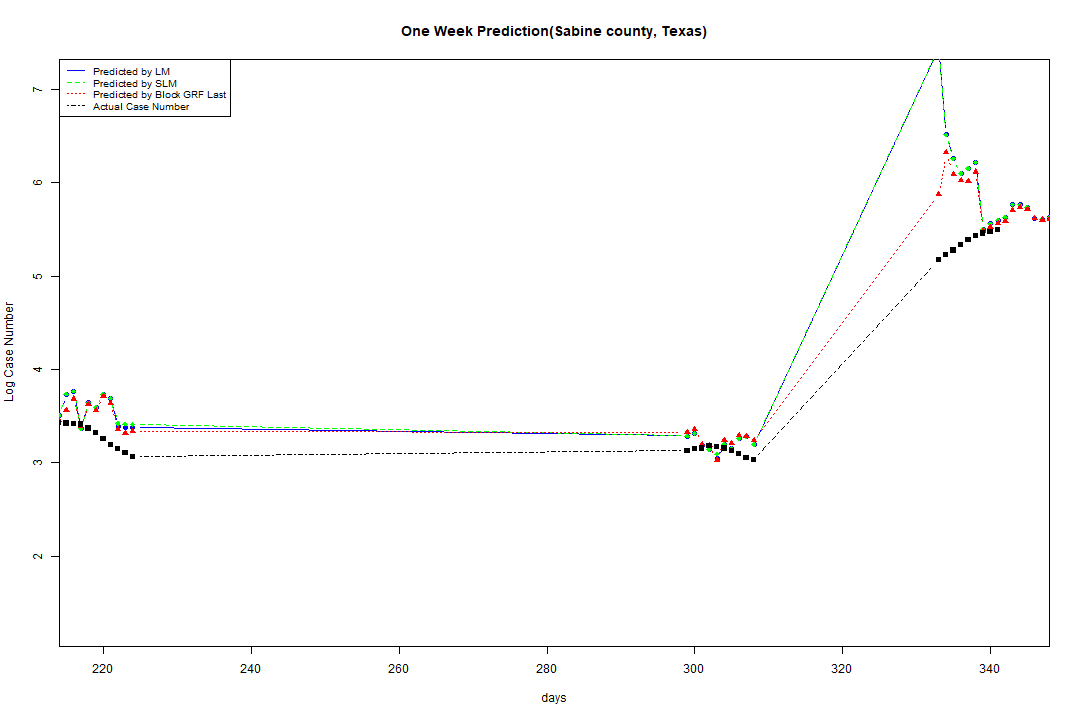 One Week Prediction(Sabine county, Texas)
Predicted by LM
Predicted by SLM
Predicted by Block GRF Last
Actual Case Number
7
6
5
4
3
2
Log Case Number
220 240 260 280 300 320 340
days